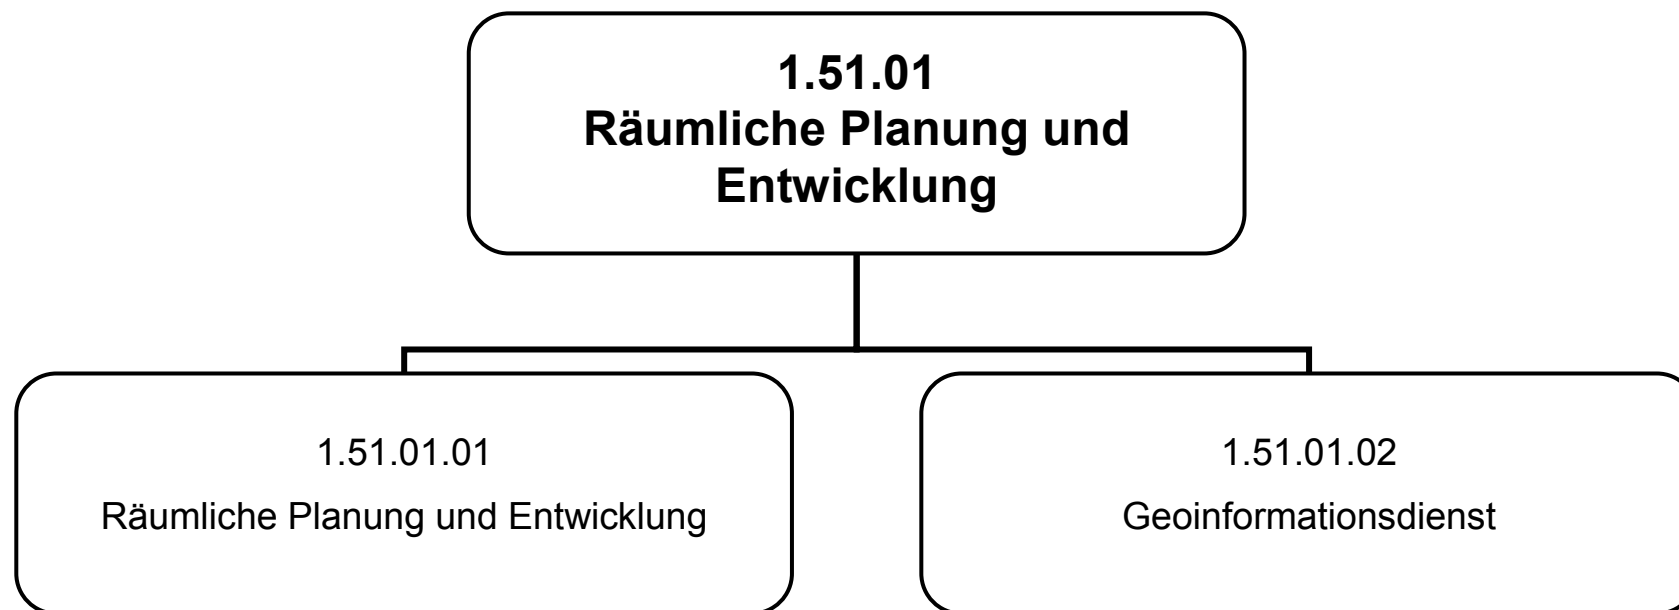 1.51.01
Räumliche Planung und
Entwicklung
1.51.01.01
Räumliche Planung und Entwicklung
1.51.01.02
Geoinformationsdienst